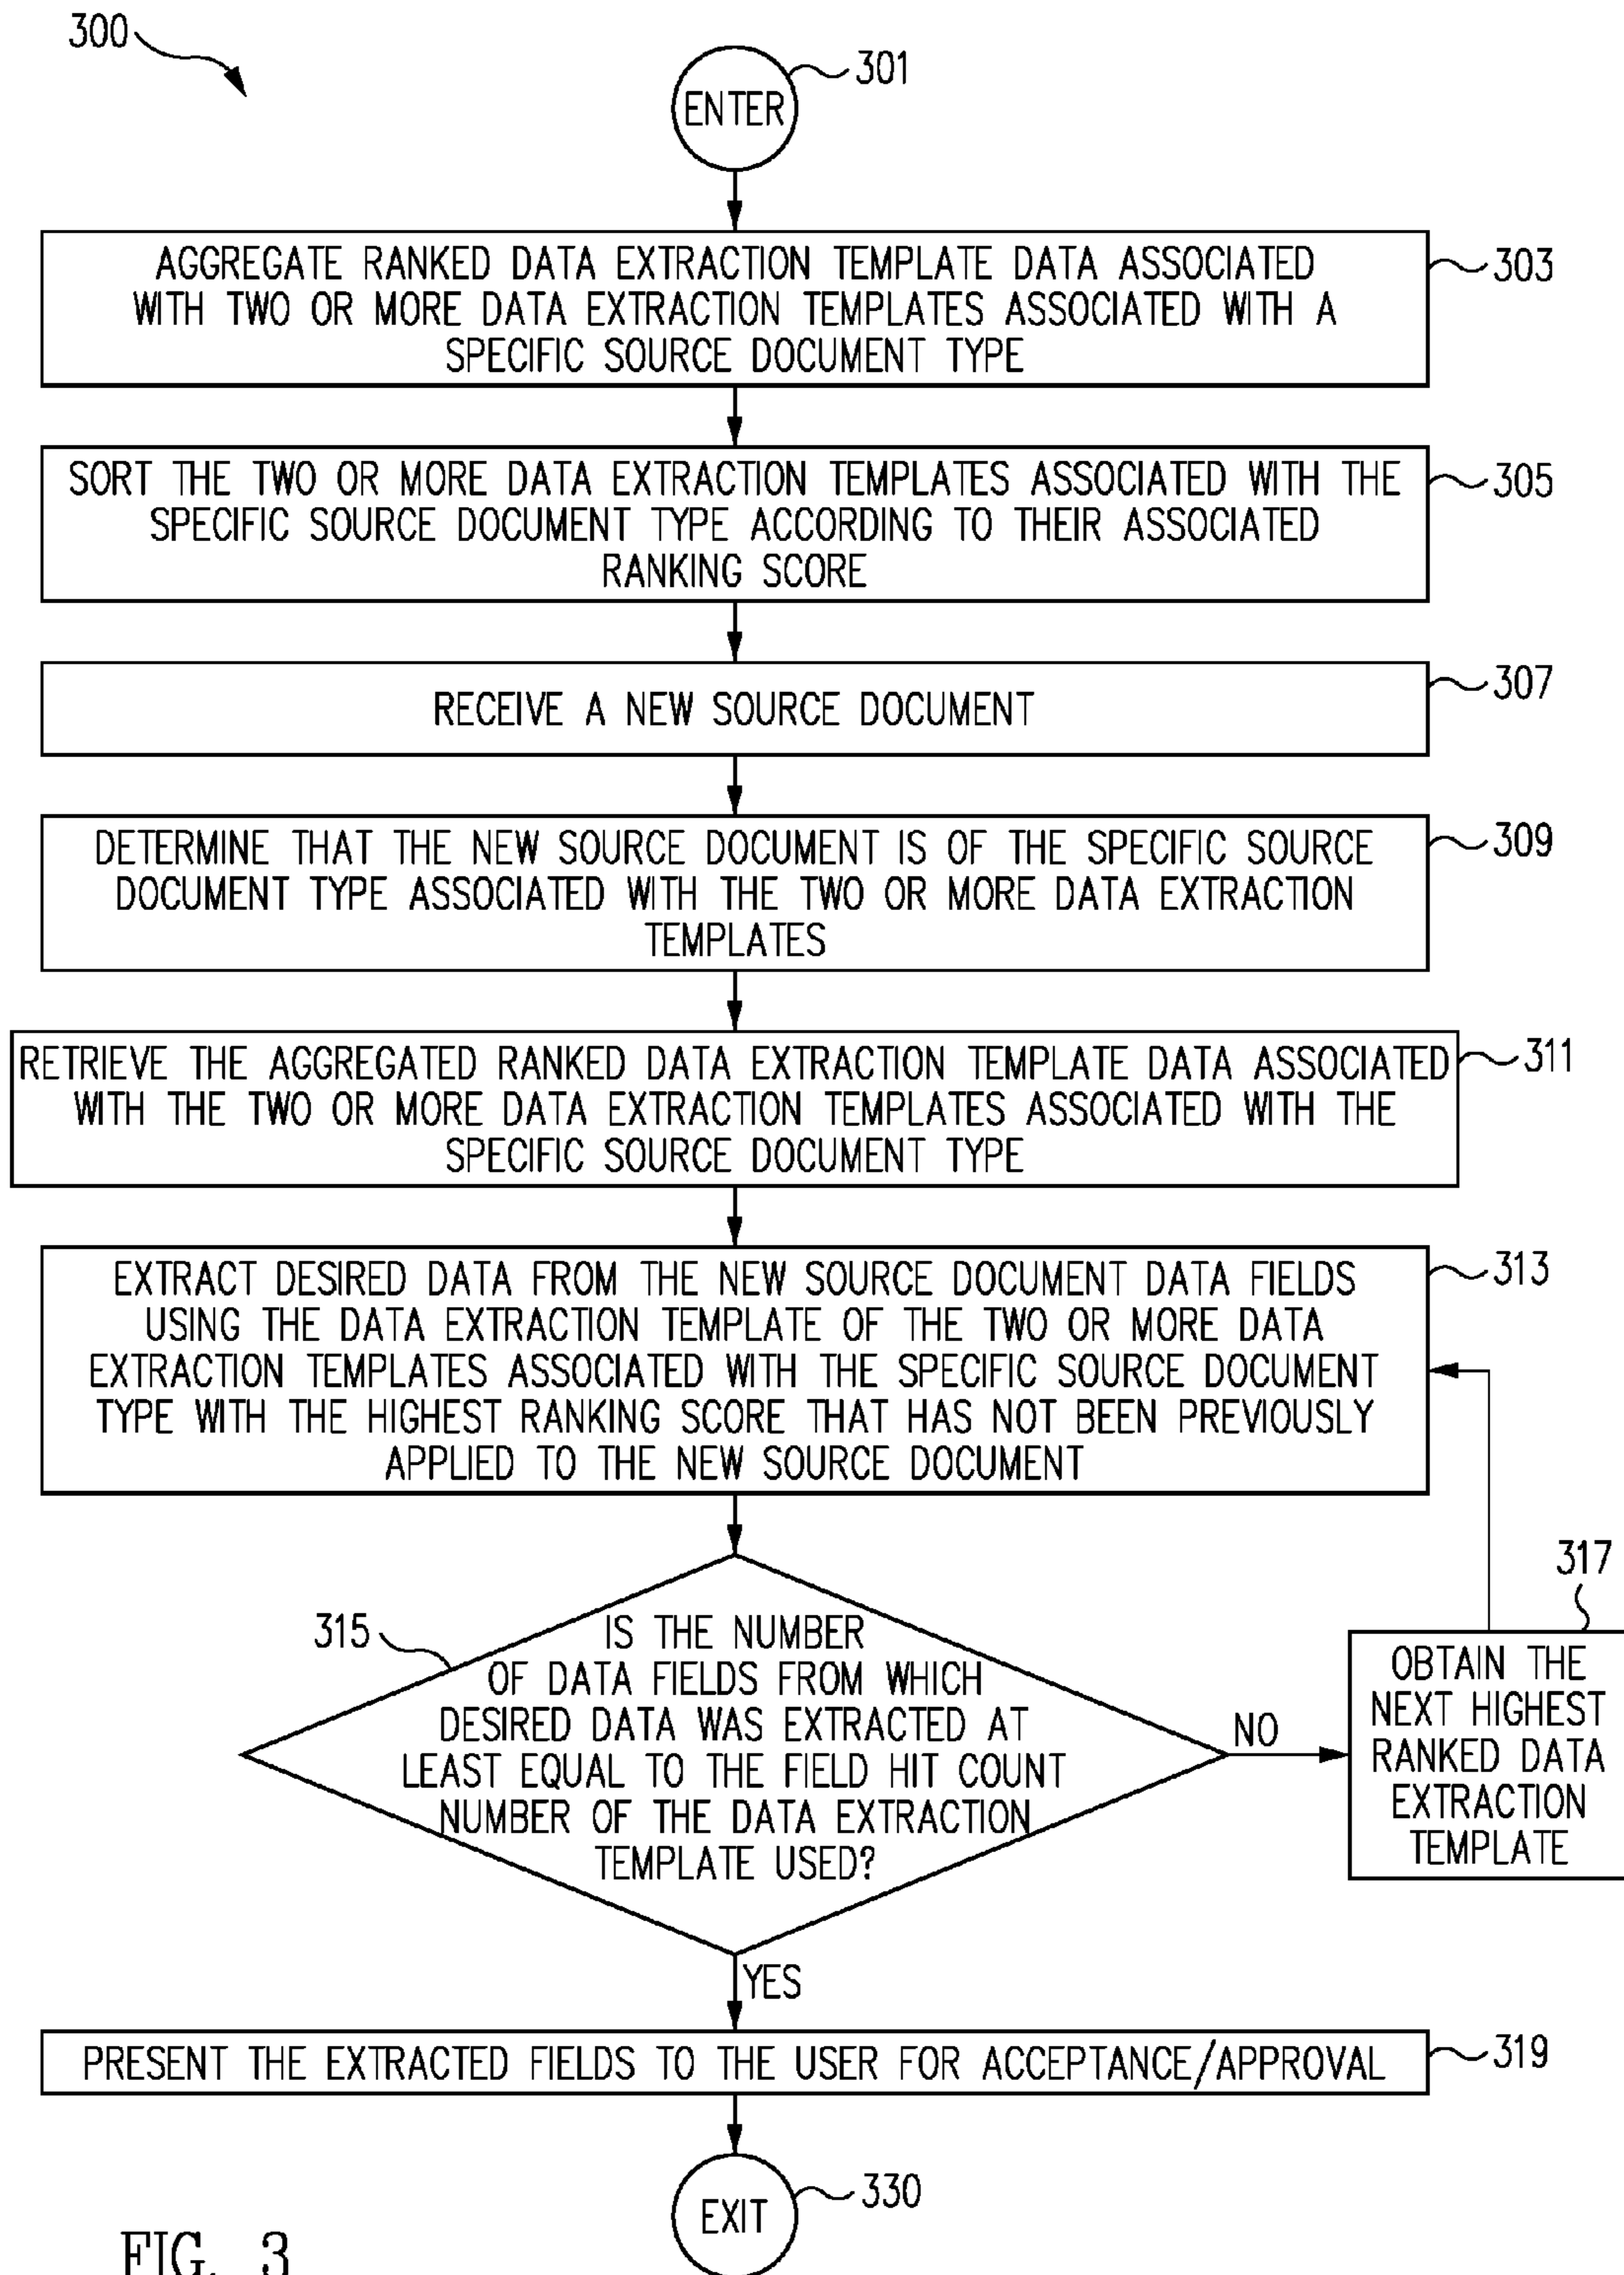 300
301
ENTER
AGGREGATE RANKED DATA EXTRACTION TEMPLATE DATA ASSOCIATED
WITH TWO OR MORE DATA EXTRACTION TEMPLATES ASSOCIATED WITH A
SPECIFIC SOURCE DOCUMENT TYPE
303
SORT THE TWO OR MORE DATA EXTRACTION TEMPLATES ASSOCIATED WITH THE
SPECIFIC SOURCE DOCUMENT TYPE ACCORDING TO THEIR ASSOCIATED
RANKING SCORE
305
RECEIVE A NEW SOURCE DOCUMENT
307
DETERMINE THAT THE NEW SOURCE DOCUMENT IS OF THE SPECIFIC SOURCE
DOCUMENT TYPE ASSOCIATED WITH THE TWO OR MORE DATA EXTRACTION
TEMPLATES
309
RETRIEVE THE AGGREGATED RANKED DATA EXTRACTION TEMPLATE DATA ASSOCIATED
WITH THE TWO OR MORE DATA EXTRACTION TEMPLATES ASSOCIATED WITH THE
SPECIFIC SOURCE DOCUMENT TYPE
311
EXTRACT DESIRED DATA FROM THE NEW SOURCE DOCUMENT DATA FIELDS
USING THE DATA EXTRACTION TEMPLATE OF THE TWO OR MORE DATA
EXTRACTION TEMPLATES ASSOCIATED WITH THE SPECIFIC SOURCE DOCUMENT
TYPE WITH THE HIGHEST RANKING SCORE THAT HAS NOT BEEN PREVIOUSLY
APPLIED TO THE NEW SOURCE DOCUMENT
313
315
IS THE NUMBER
OF DATA FIELDS FROM WHICH
DESIRED DATA WAS EXTRACTED AT
LEAST EQUAL TO THE FIELD HIT COUNT
NUMBER OF THE DATA EXTRACTION
TEMPLATE USED?
NO
317
OBTAIN THE
NEXT HIGHEST
RANKED DATA
EXTRACTION
TEMPLATE
YES
PRESENT THE EXTRACTED FIELDS TO THE USER FOR ACCEPTANCE/APPROVAL
319
EXIT
330
FIG. 3